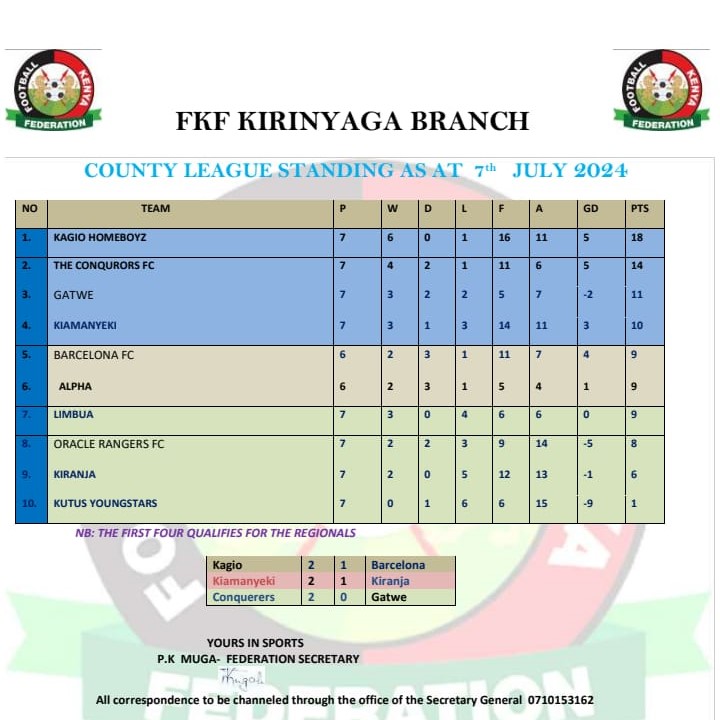 FOOTBALL KENYA FEDERATION
FOOTBALL KENYA FEDERATION
FKF KIRINYAGA BRANCH
COUNTY LEAGUE STANDING AS AT 7th JULY 2024
NO TEAM P W D L F A GD PTS
1. KAGIO HOMEBOYZ 7 6 0 1 16 11 5 18
2. THE CONQURORS FC 7 4 2 1 11 6 5 14
3. GATWE 7 3 2 2 5 7 -2 11
4. KIAMANYEKI 7 3 1 3 14 11 3 10
5. BARCELONA FC 6 2 3 1 11 7 4 9
6. ALPHA 6 2 3 1 5 4 1 9
7. LIMBUA 7 3 0 4 6 6 0 9
8. ORACLE RANGERS FC 7 2 2 3 9 14 -5 8
9. KIRANJA 7 2 0 5 12 13 -1 6
10. KUTUS YOUNGSTARS 7 0 1 6 6 15 -9 1
NB: THE FIRST FOUR QUALIFIES FOR THE REGIONALS
Kagio 2 1 Barcelona
Kiamanyeki 2 1 Kiranja
Conquerers 2 0 Gatwe
YOURS IN SPORTS
P.K MUGA- FEDERATION SECRETARY
All correspondence to be channeled through the office of the Secretary General 0710153162